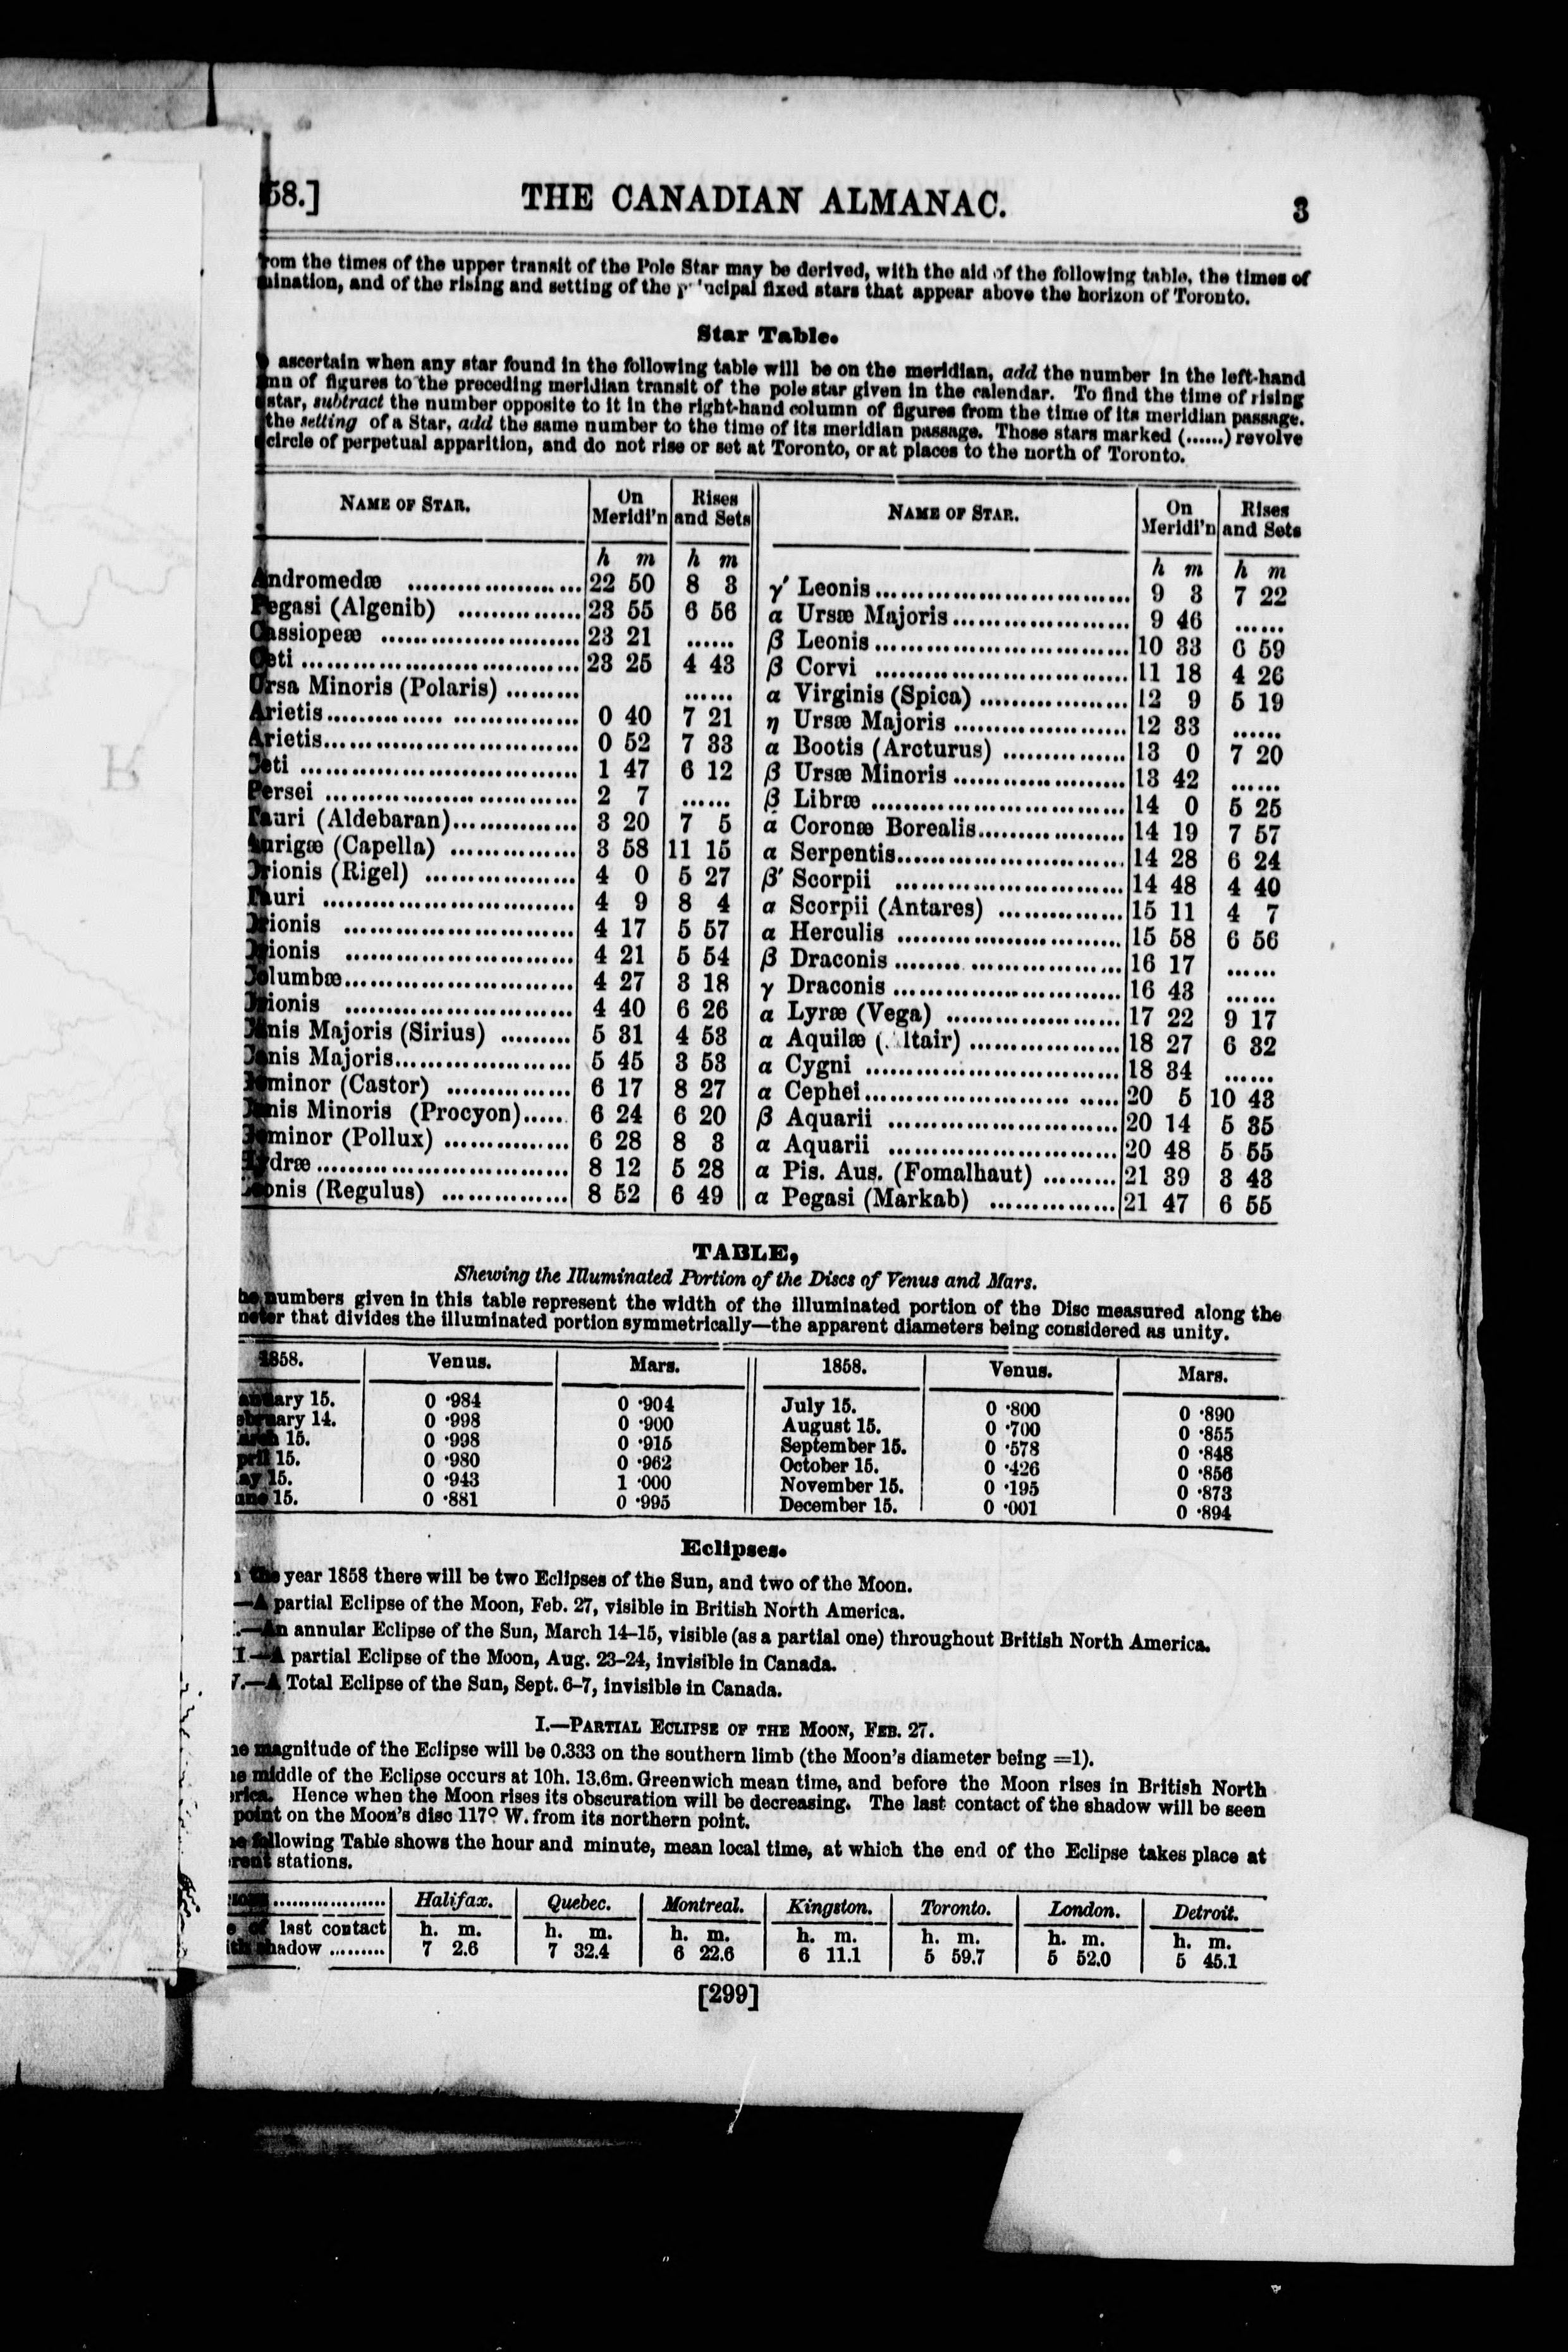 58.] THE CANADIAN ALMANAC. 3
rom the times of the upper transit of the Pole Star may be derived, with the aid of the following table, the times of
mination, and of the rising and setting of the p 'ncipal fixed stars that appear above the horizon of Toronto.
Star Table.
ascertain when any star found in the following table will be on the meridian, add the number in the left-hand
mn of figures to the preceding meridian transit of the pole star given in the calendar. To find the time of rising
star, subtract the number opposite to it in the right-hand column of figures from the time of its meridian passage.
the setting of a Star, add the same number to the time of its meridian passage. Those stars marked (......) revolve
circle of perpetual apparition, and do not rise or set at Toronto, or at places to the north of Toronto.
NAME OF STAR. On Meridi'n Rises and Sets NAME OF STAR. On Meridi'n Rises and Sets
h m h m h m h m
Andromedæ ..................... 22 50 8 3 γ' Leonis.............................. 9 3 7 22
Pegasi (Algenib) ............... 23 55 6 56 α Ursæ Majoris..................... 9 46 ......
Cassiopeæ ........................ 23 21 ...... β Leonis.............................. 10 33 6 59
Ceti .................................. 23 25 4 43 β Corvi .............................. 11 18 4 26
Ursa Minoris (Polaris) ......... ...... α Virginis (Spica) .................. 12 9 5 19
Arietis.............................. 0 40 7 21 η Ursæ Majoris ..................... 12 33 ......
Arietis.............................. 0 52 7 33 α Bootis (Arcturus) ............... 13 0 7 20
Ceti .................................. 1 47 6 12 β Ursæ Minoris ..................... 13 42 ......
Persei .............................. 2 7 ...... β Libræ .............................. 14 0 5 25
Tauri (Aldebaran)............... 3 20 7 5 α Coronæ Borealis.................. 14 19 7 57
Aurigæ (Capella) ............... 3 58 11 15 α Serpentis........................... 14 28 6 24
Orionis (Rigel) .................. 4 0 5 27 β' Scorpii ........................... 14 48 4 40
Tauri .............................. 4 9 8 4 α Scorpii (Antares) ............... 15 11 4 7
Orionis ........................... 4 17 5 57 α Herculis ........................... 15 58 6 56
Orionis ........................... 4 21 5 54 β Draconis ........................... 16 17 ......
Columbæ........................... 4 27 3 18 γ Draconis ........................... 16 43 ......
Orionis ........................... 4 40 6 26 α Lyræ (Vega) ..................... 17 22 9 17
Canis Majoris (Sirius) ......... 5 31 4 53 α Aquilæ ( ltair) .................. 18 27 6 32
Canis Majoris..................... 5 45 3 53 α Cygni .............................. 18 34 ......
Geminor (Castor) ............... 6 17 8 27 α Cephei.............................. 20 5 10 43
Canis Minoris (Procyon)...... 6 24 6 20 β Aquarii ........................... 20 14 5 35
Geminor (Pollux) ............... 6 28 8 3 α Aquarii ........................... 20 48 5 55
Hydræ .............................. 8 12 5 28 α Pis. Aus. (Fomalhaut) ......... 21 39 3 43
Leonis (Regulus) ............... 8 52 6 49 α Pegasi (Markab) ............... 21 47 6 55
TABLE,
Shewing the Illuminated Portion of the Discs of Venus and Mars.
he numbers given in this table represent the width of the illuminated portion of the Disc measured along the
meter that divides the illuminated portion symmetrically—the apparent diameters being considered as unity.
1858. Venus. Mars. 1858. Venus. Mars.
anuary 15. 0 ·984 0 ·904 July 15. 0 ·800 0 ·890
ebruary 14. 0 ·998 0 ·900 August 15. 0 ·700 0 ·855
arch 15. 0 ·998 0 ·915 September 15. 0 ·578 0 ·848
pril 15. 0 ·980 0 ·962 October 15. 0 ·426 0 ·856
ay 15. 0 ·943 1 ·000 November 15. 0 ·195 0 ·873
une 15. 0 ·881 0 ·995 December 15. 0 ·001 0 ·894
Eclipses.
n the year 1858 there will be two Eclipses of the Sun, and two of the Moon.
—A partial Eclipse of the Moon, Feb. 27, visible in British North America.
.—An annular Eclipse of the Sun, March 14-15, visible (as a partial one) throughout British North America.
I—A partial Eclipse of the Moon, Aug. 23-24, invisible in Canada.
V.—A Total Eclipse of the Sun, Sept. 6-7, invisible in Canada.
I.—PARTIAL ECLIPSE OF THE MOON, FEB. 27.
he magnitude of the Eclipse will be 0.333 on the southern limb (the Moon's diameter being =1).
he middle of the Eclipse occurs at 10h. 13.6m. Greenwich mean time, and before the Moon rises in British North
erica. Hence when the Moon rises its obscuration will be decreasing. The last contact of the shadow will be seen
point on the Moon's disc 117° W. from its northern point.
he following Table shows the hour and minute, mean local time, at which the end of the Eclipse takes place at
rent stations.
.................. Halifax. Quebec. Montreal. Kingston. Toronto. London. Detroit.
e of last contact h. m. h. m. h. m. h. m. h. m. h. m. h. m.
ith shadow ......... 7 2.6 7 32.4 6 22.6 6 11.1 5 59.7 5 52.0 5 45.1
[299]